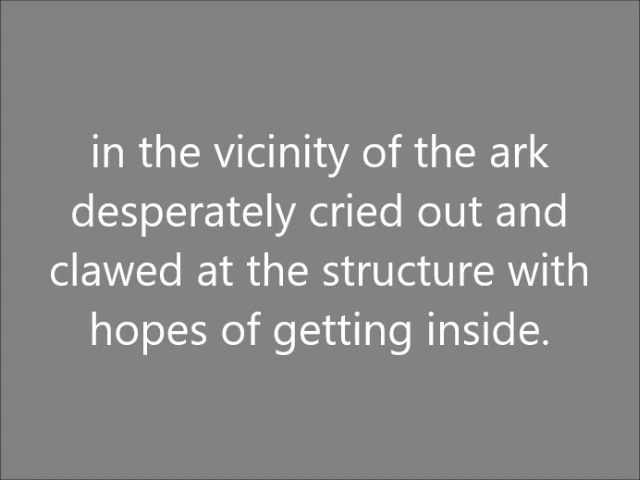 in the vicinity of the ark
desperately cried out and
clawed at the structure with
hopes of getting inside.